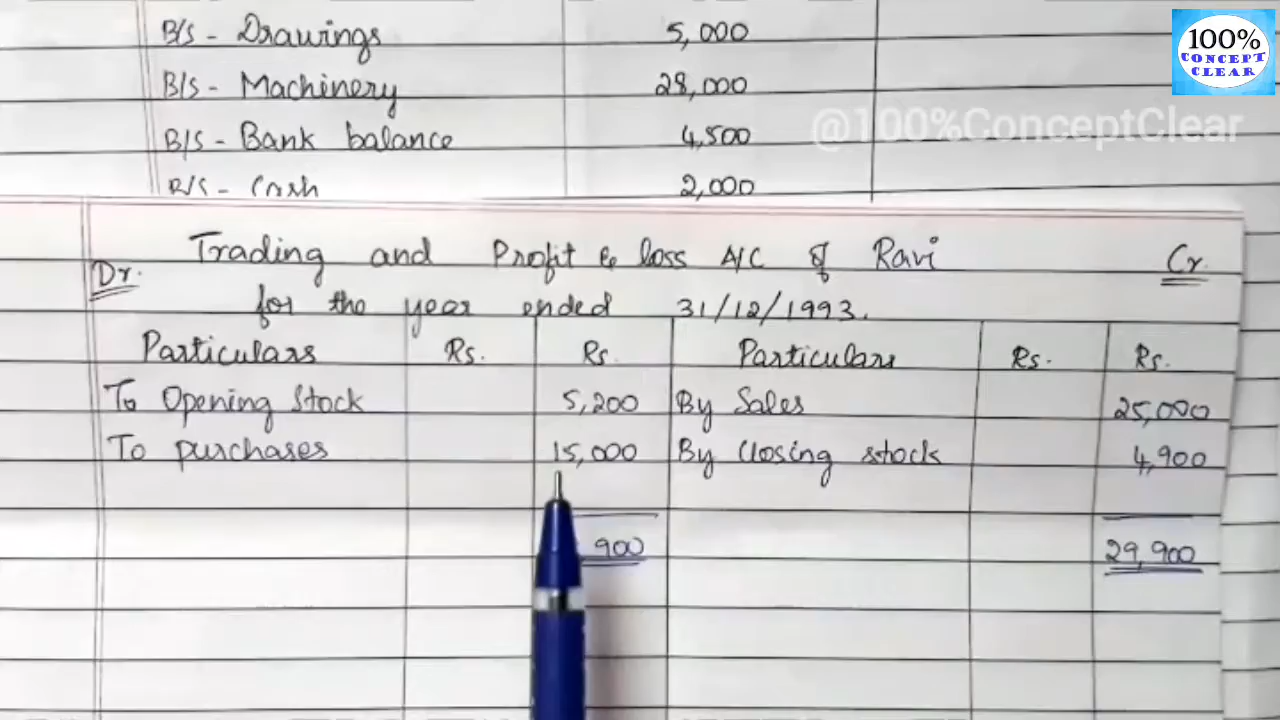 B/S - Drawings 5,000
100%
CONCEPT
CLEAR
B/S - Machinery 28,000
@100%ConceptClear
B/S - Bank balance 4,500
B/S - Cash 2,000
Trading and Profit & loss A/C of Ravi
Dr. Cr.
for the year ended 31/12/1993.
Particulars Rs. Rs. Particulars Rs. Rs.
To Opening Stock 5,200 By Sales 25,000
To purchases 15,000 By Closing stock 4,900
900 29,900